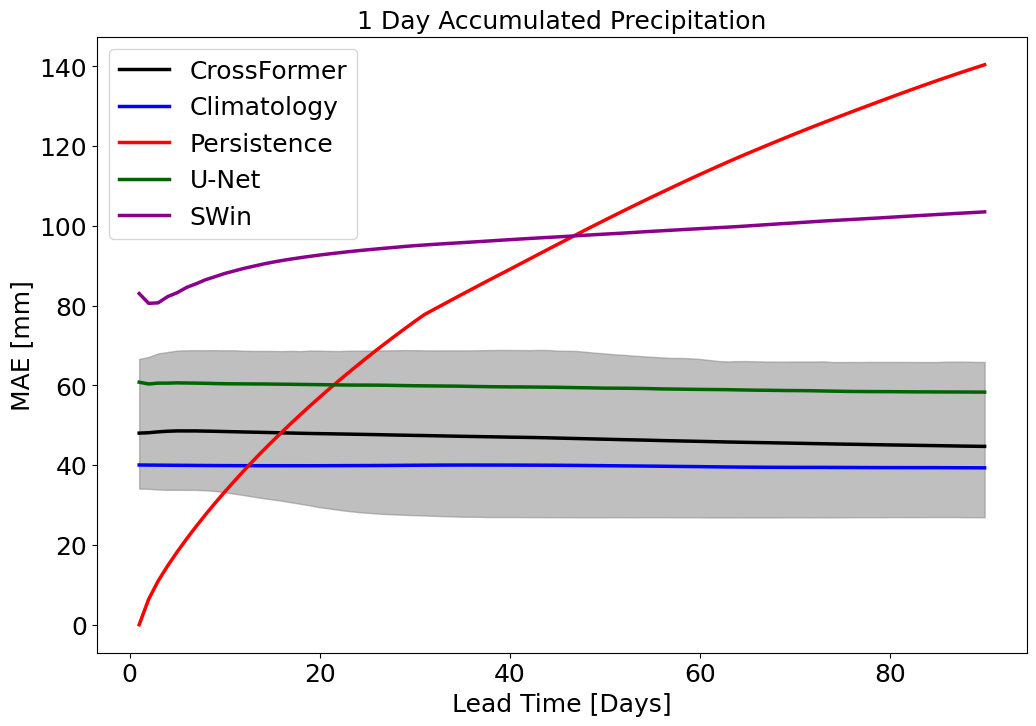 1 Day Accumulated Precipitation
CrossFormer
Climatology
Persistence
U-Net
SWin
MAE [mm]
140
120
100
80
60
40
20
0
0 20 40 60 80
Lead Time [Days]